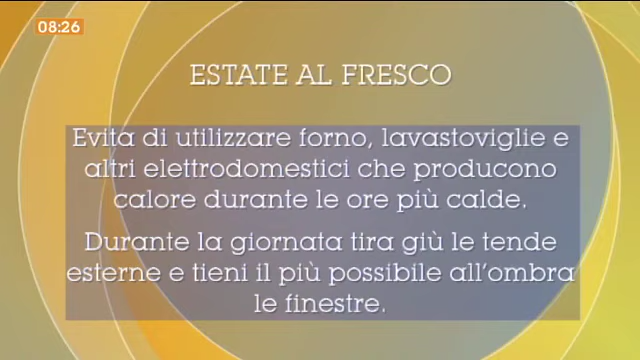 08:26
ESTATE AL FRESCO
Evita di utilizzare forno, lavastoviglie e
altri elettrodomestici che producono
calore durante le ore più calde.
Durante la giornata tira giù le tende
esterne e tieni il più possibile all'ombra
le finestre.